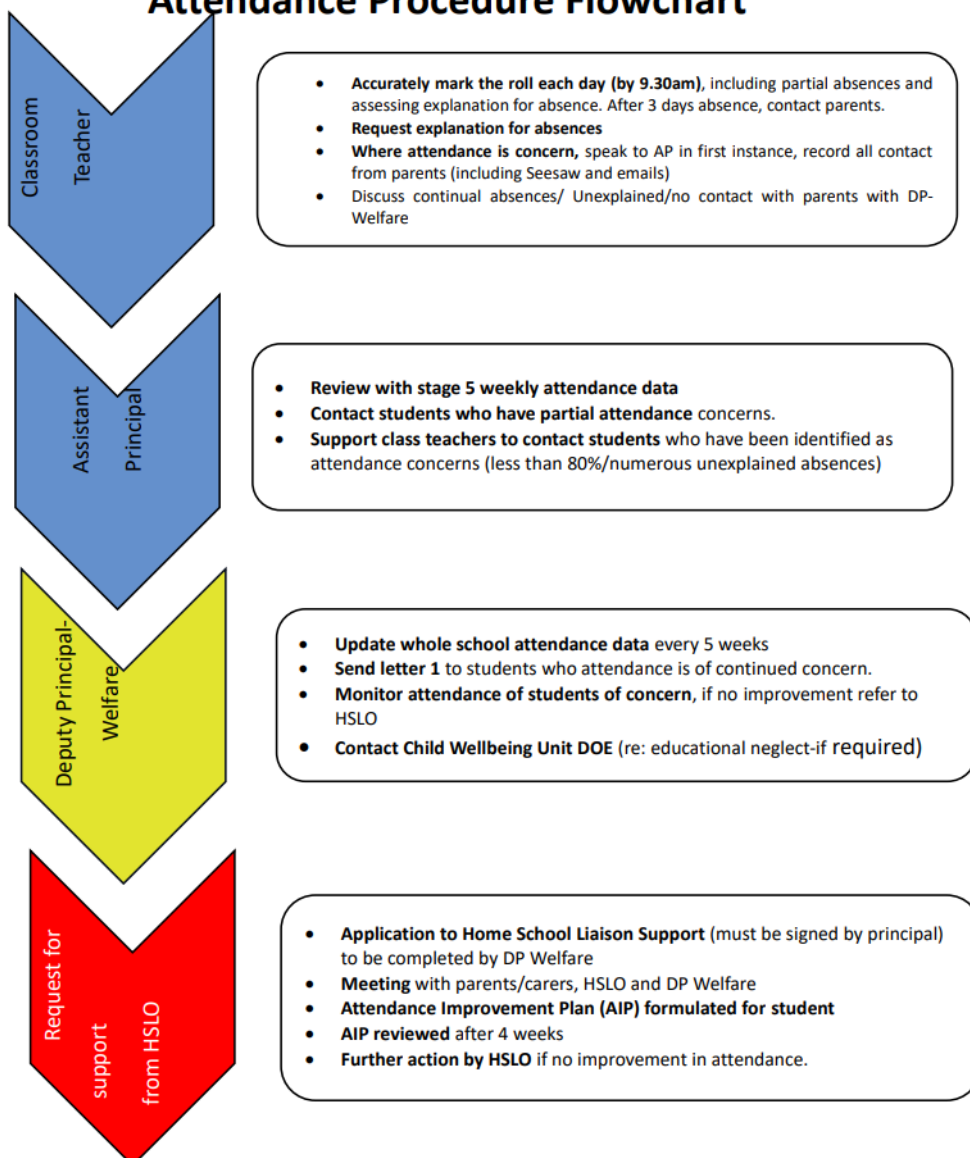 Attendance Procedure Flowchart
Classroom
Teacher
• Accurately mark the roll each day (by 9.30am), including partial absences and
assessing explanation for absence. After 3 days absence, contact parents.
• Request explanation for absences
• Where attendance is concern, speak to AP in first instance, record all contact
from parents (including Seesaw and emails)
• Discuss continual absences/ Unexplained/no contact with parents with DP-
Welfare
Assistant
Principal
• Review with stage 5 weekly attendance data
• Contact students who have partial attendance concerns.
• Support class teachers to contact students who have been identified as
attendance concerns (less than 80%/numerous unexplained absences)
Deputy Principal-
Welfare
• Update whole school attendance data every 5 weeks
• Send letter 1 to students who attendance is of continued concern.
• Monitor attendance of students of concern, if no improvement refer to
HSLO
• Contact Child Wellbeing Unit DOE (re: educational neglect-if required)
Request for
support
from HSLO
• Application to Home School Liaison Support (must be signed by principal)
to be completed by DP Welfare
• Meeting with parents/carers, HSLO and DP Welfare
• Attendance Improvement Plan (AIP) formulated for student
• AIP reviewed after 4 weeks
• Further action by HSLO if no improvement in attendance.